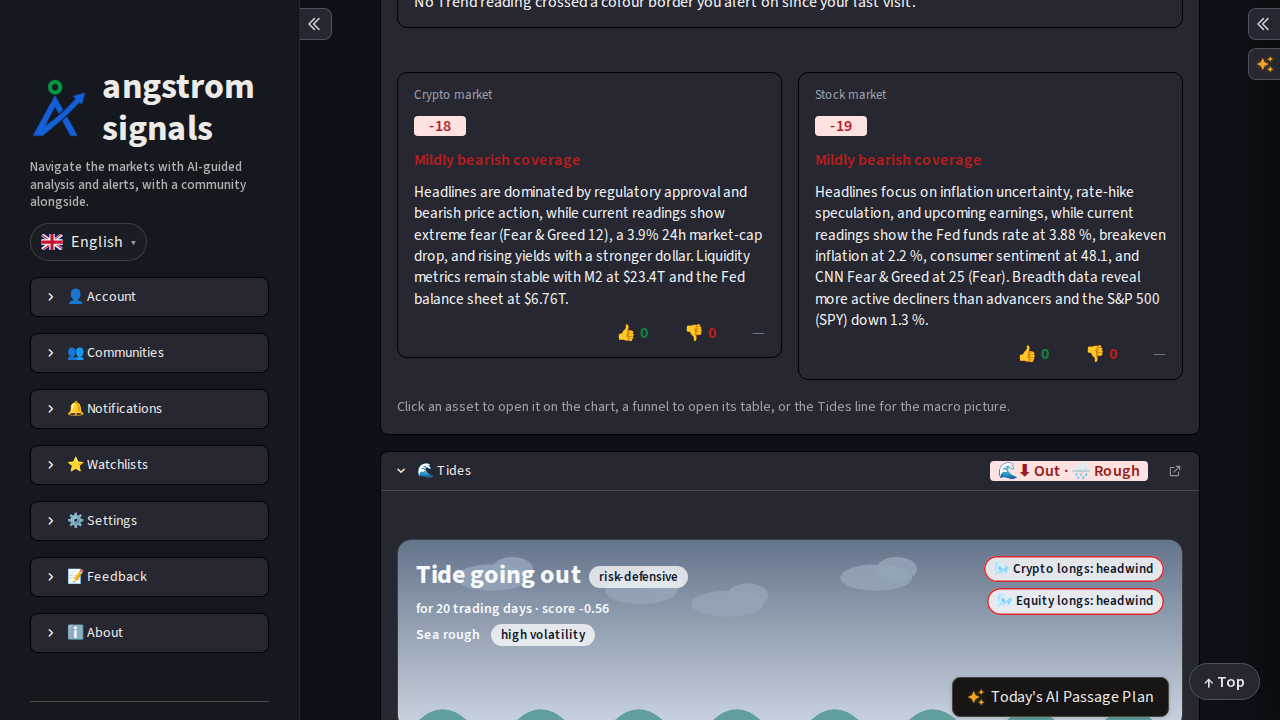 angstrom
signals
Navigate the markets with AI-guided
analysis and alerts, with a community
alongside.
English
Account
Communities
Notifications
Watchlists
Settings
Feedback
About
No Trend reading crossed a colour border you alert on since your last visit.
Crypto market
-18
Mildly bearish coverage
Headlines are dominated by regulatory approval and
bearish price action, while current readings show
extreme fear (Fear & Greed 12), a 3.9% 24h market-cap
drop, and rising yields with a stronger dollar. Liquidity
metrics remain stable with M2 at $23.4T and the Fed
balance sheet at $6.76T.
👍 0 👎 0 —
Stock market
-19
Mildly bearish coverage
Headlines focus on inflation uncertainty, rate-hike
speculation, and upcoming earnings, while current
readings show the Fed funds rate at 3.88 %, breakeven
inflation at 2.2 %, consumer sentiment at 48.1, and
CNN Fear & Greed at 25 (Fear). Breadth data reveal
more active decliners than advancers and the S&P 500
(SPY) down 1.3 %.
👍 0 👎 0 —
Click an asset to open it on the chart, a funnel to open its table, or the Tides line for the macro picture.
🌊 Tides
🌊⬇ Out · 🌧️ Rough
Tide going out risk-defensive
for 20 trading days · score -0.56
Sea rough high volatility
Crypto longs: headwind
Equity longs: headwind
Today's AI Passage Plan
↑ Top